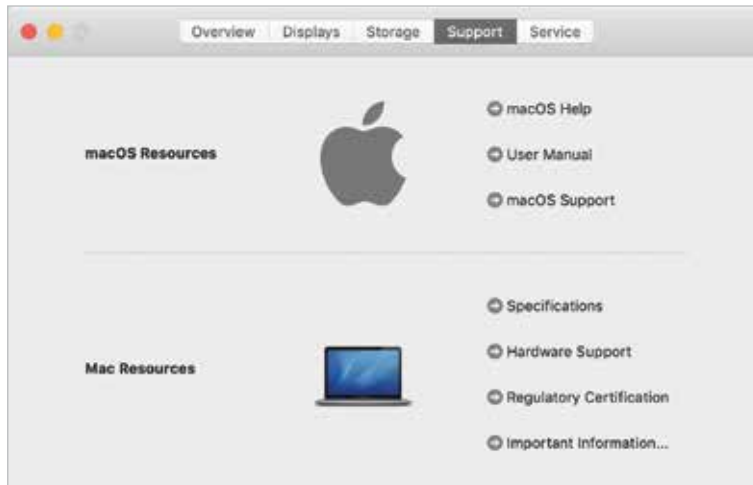 Overview Displays Storage Support Service
macOS Resources
macOS Help
User Manual
macOS Support
Mac Resources
Specifications
Hardware Support
Regulatory Certification
Important Information...